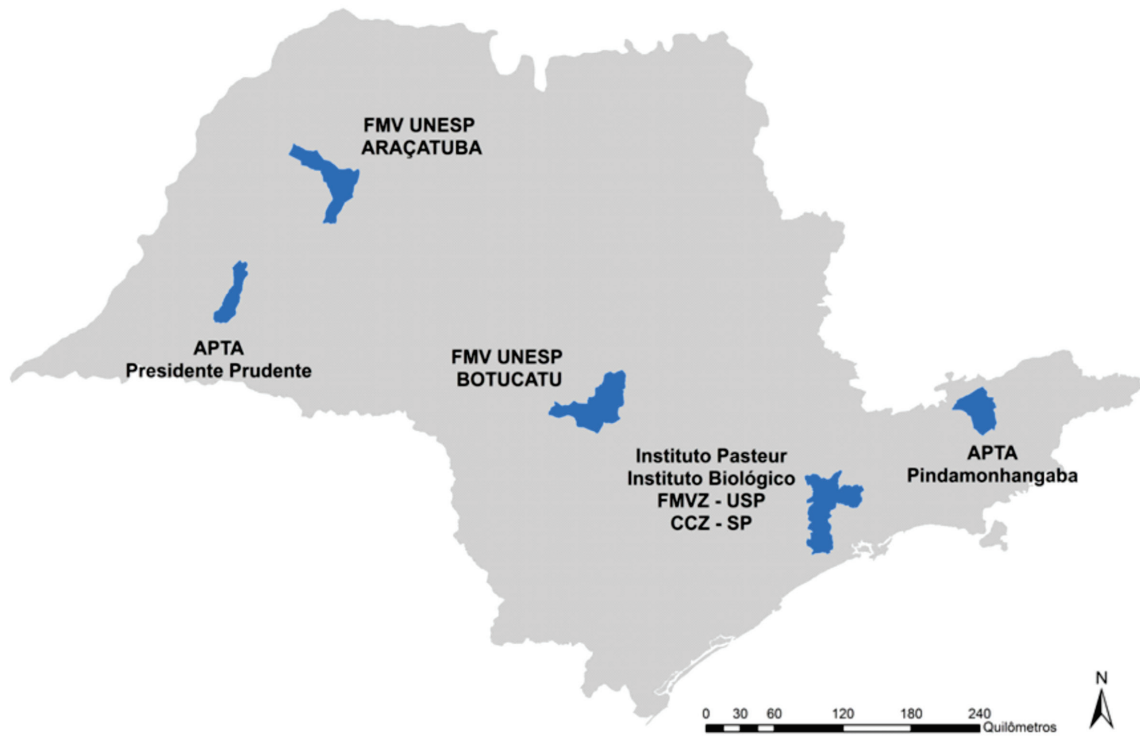 FMV UNESP
ARAÇATUBA
APTA
Presidente Prudente
FMV UNESP
BOTUCATU
Instituto Pasteur
Instituto Biológico
FMVZ - USP
CCZ - SP
APTA
Pindamonhangaba
N
0 30 60 120 180 240
Quilômetros